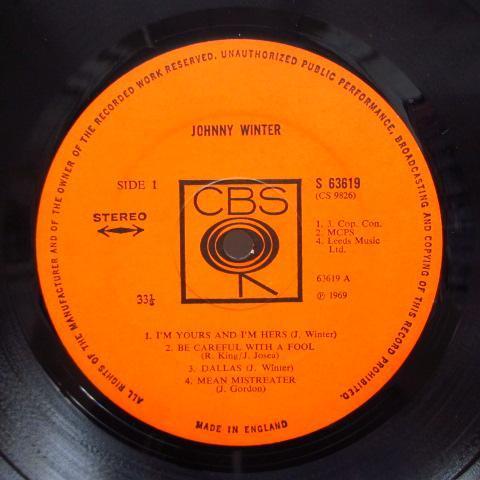 ALL RIGHTS OF THE MANUFACTURER AND OF THE OWNER OF THE RECORDED WORK RESERVED. UNAUTHORIZED PUBLIC PERFORMANCE, BROADCASTING AND COPYING OF THIS RECORD PROHIBITED.
JOHNNY WINTER
SIDE 1
S 63619
(CS 9826)
CBS
STEREO
1. 3. Cop. Con.
2. MCPS
4. Leeds Music
Ltd.
63619 A
33⅓
℗ 1969
1. I'M YOURS AND I'M HERS (J. Winter)
2. BE CAREFUL WITH A FOOL
(R. King/J. Josea)
3. DALLAS (J. Winter)
4. MEAN MISTREATER
(J. Gordon)
MADE IN ENGLAND